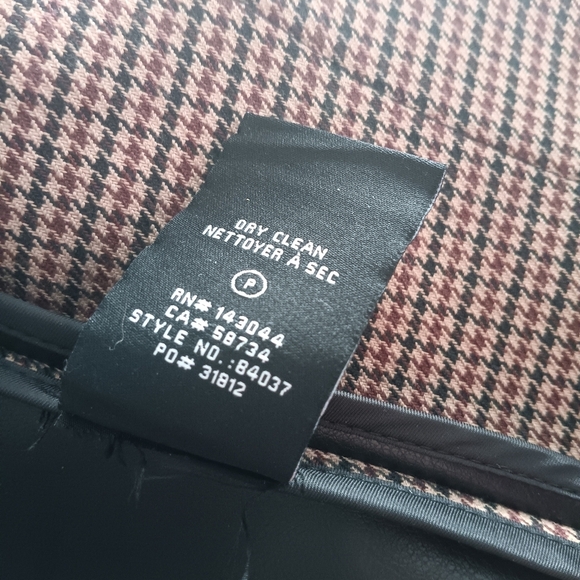 DRY CLEAN
NETTOYER À SEC
P
RN# 143044
CA# 58734
STYLE NO. :84037
PO# 31812